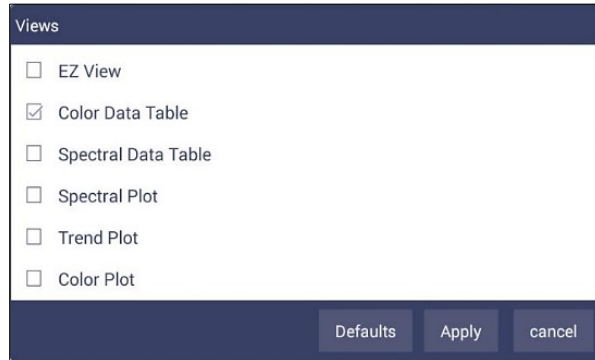 Views
EZ View
Color Data Table
Spectral Data Table
Spectral Plot
Trend Plot
Color Plot
Defaults Apply cancel